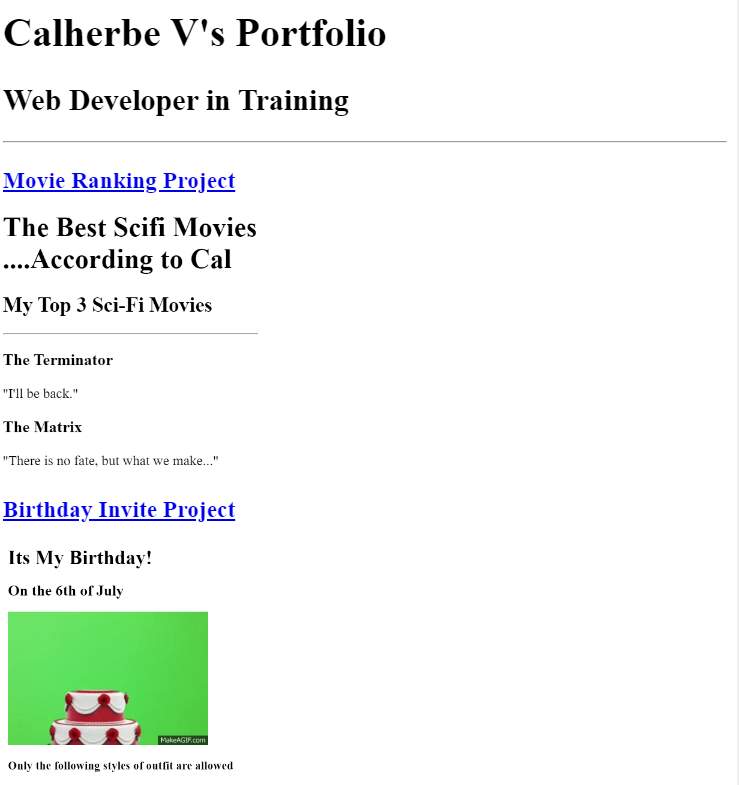 Calherbe V's Portfolio
Web Developer in Training
Movie Ranking Project
The Best Scifi Movies
....According to Cal
My Top 3 Sci-Fi Movies
The Terminator
"I'll be back."
The Matrix
"There is no fate, but what we make..."
Birthday Invite Project
Its My Birthday!
On the 6th of July
MakeAGIF.com
Only the following styles of outfit are allowed